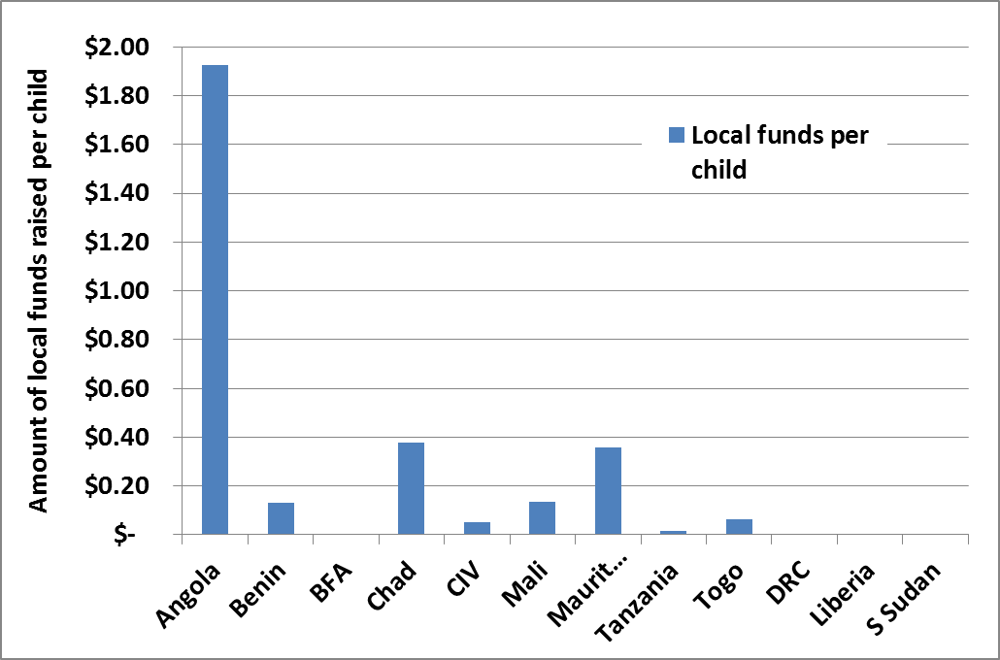 Amount of local funds raised per child
$2.00
$1.80
$1.60
$1.40
$1.20
$1.00
$0.80
$0.60
$0.40
$0.20
$-
Local funds per
child
Angola
Benin
BFA
Chad
CIV
Mali
Maurit...
Tanzania
Togo
DRC
Liberia
S Sudan